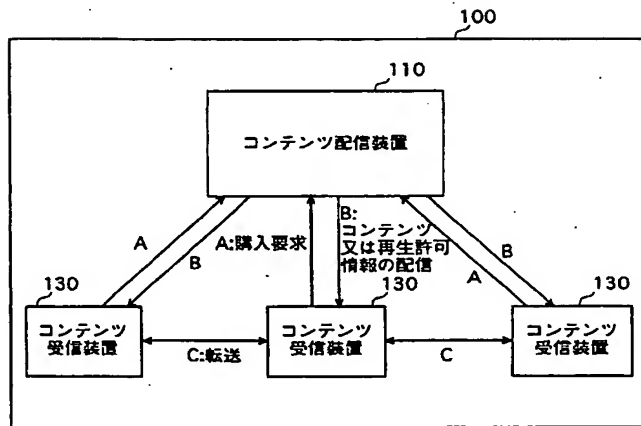 100
110
コンテンツ配信装置
A
B
A:購入要求
B:
コンテンツ
又は再生許可
情報の配信
A
B
130
コンテンツ
受信装置
C:転送
130
コンテンツ
受信装置
C
130
コンテンツ
受信装置